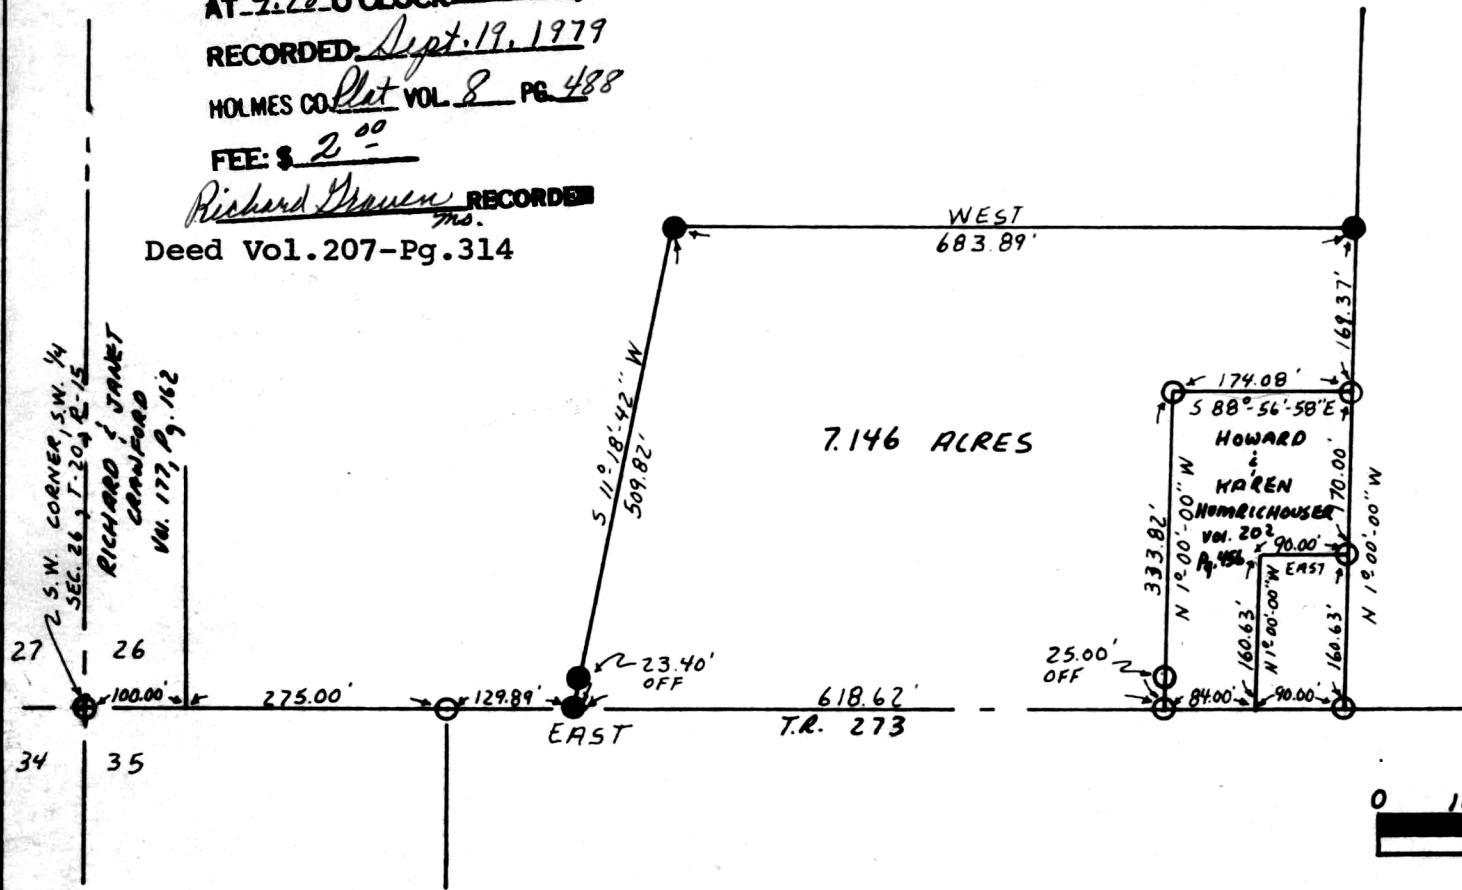 RECORDED: Sept. 19, 1979
HOLMES CO. Plat VOL. 8 PG. 488
FEE: $ 2 00
Richard Graven RECORDER
Deed Vol.207-Pg.314
S.W. CORNER, S.W. 1/4
SEC. 26, T-20, R-15
RICHARD & JANET
CRAWFORD
Vol. 177, Pg. 162
WEST
683.89'
169.37'
S 11°-18'-42" W
509.82'
7.146 ACRES
174.08'
S 88°-56'-58"E
HOWARD
&
KAREN
HOMRICHOUSER
Vol. 202
Pg. 456
170.00'
N 1°-00'-00" W
333.82'
N 1°-00'-00" W
90.00'
EAST
160.63'
N 1°00'-00" W
160.63'
27
26
23.40'
OFF
25.00'
OFF
100.00'
275.00'
129.89'
618.62'
84.00'
90.00'
EAST
T.R. 273
34
35
0